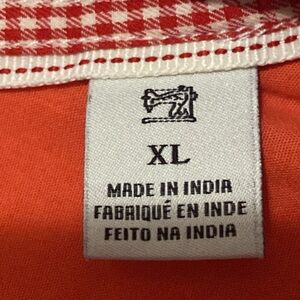 XL
MADE IN INDIA
FABRIQUÉ EN INDE
FEITO NA INDIA